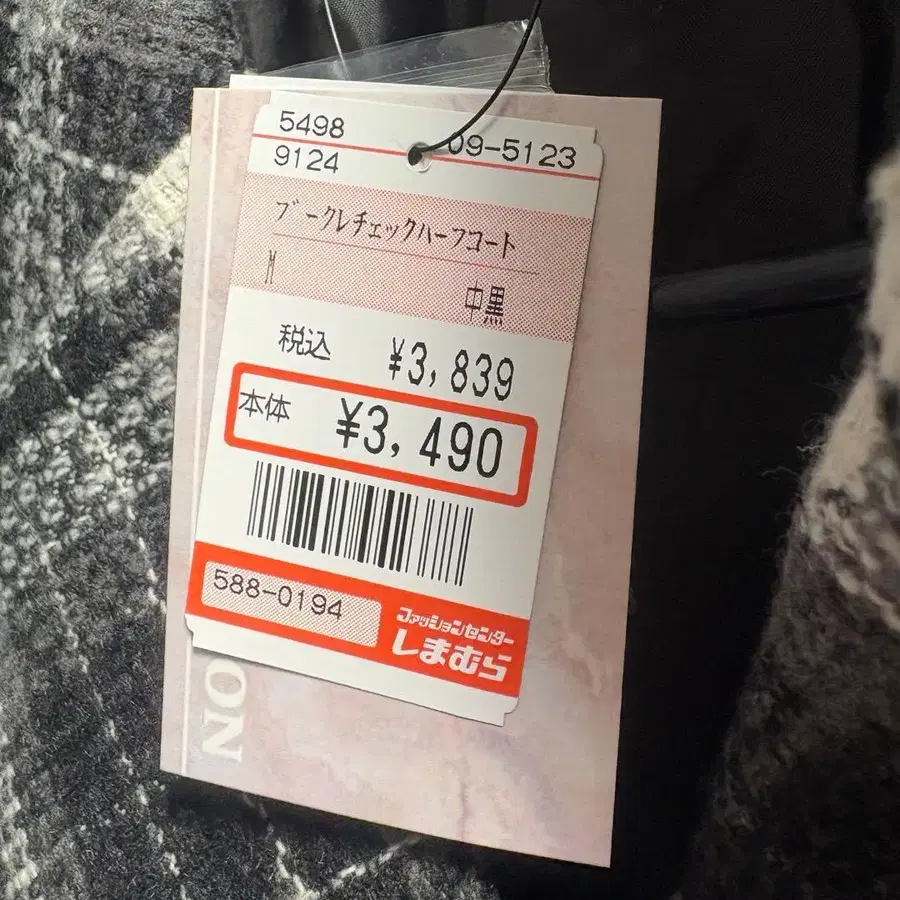 5498 09-5123
9124
ブークレチェックハーフコート
M 中黒
税込 ¥3,839
本体 ¥3,490
588-0194
ファッションセンター
しまむら
NO